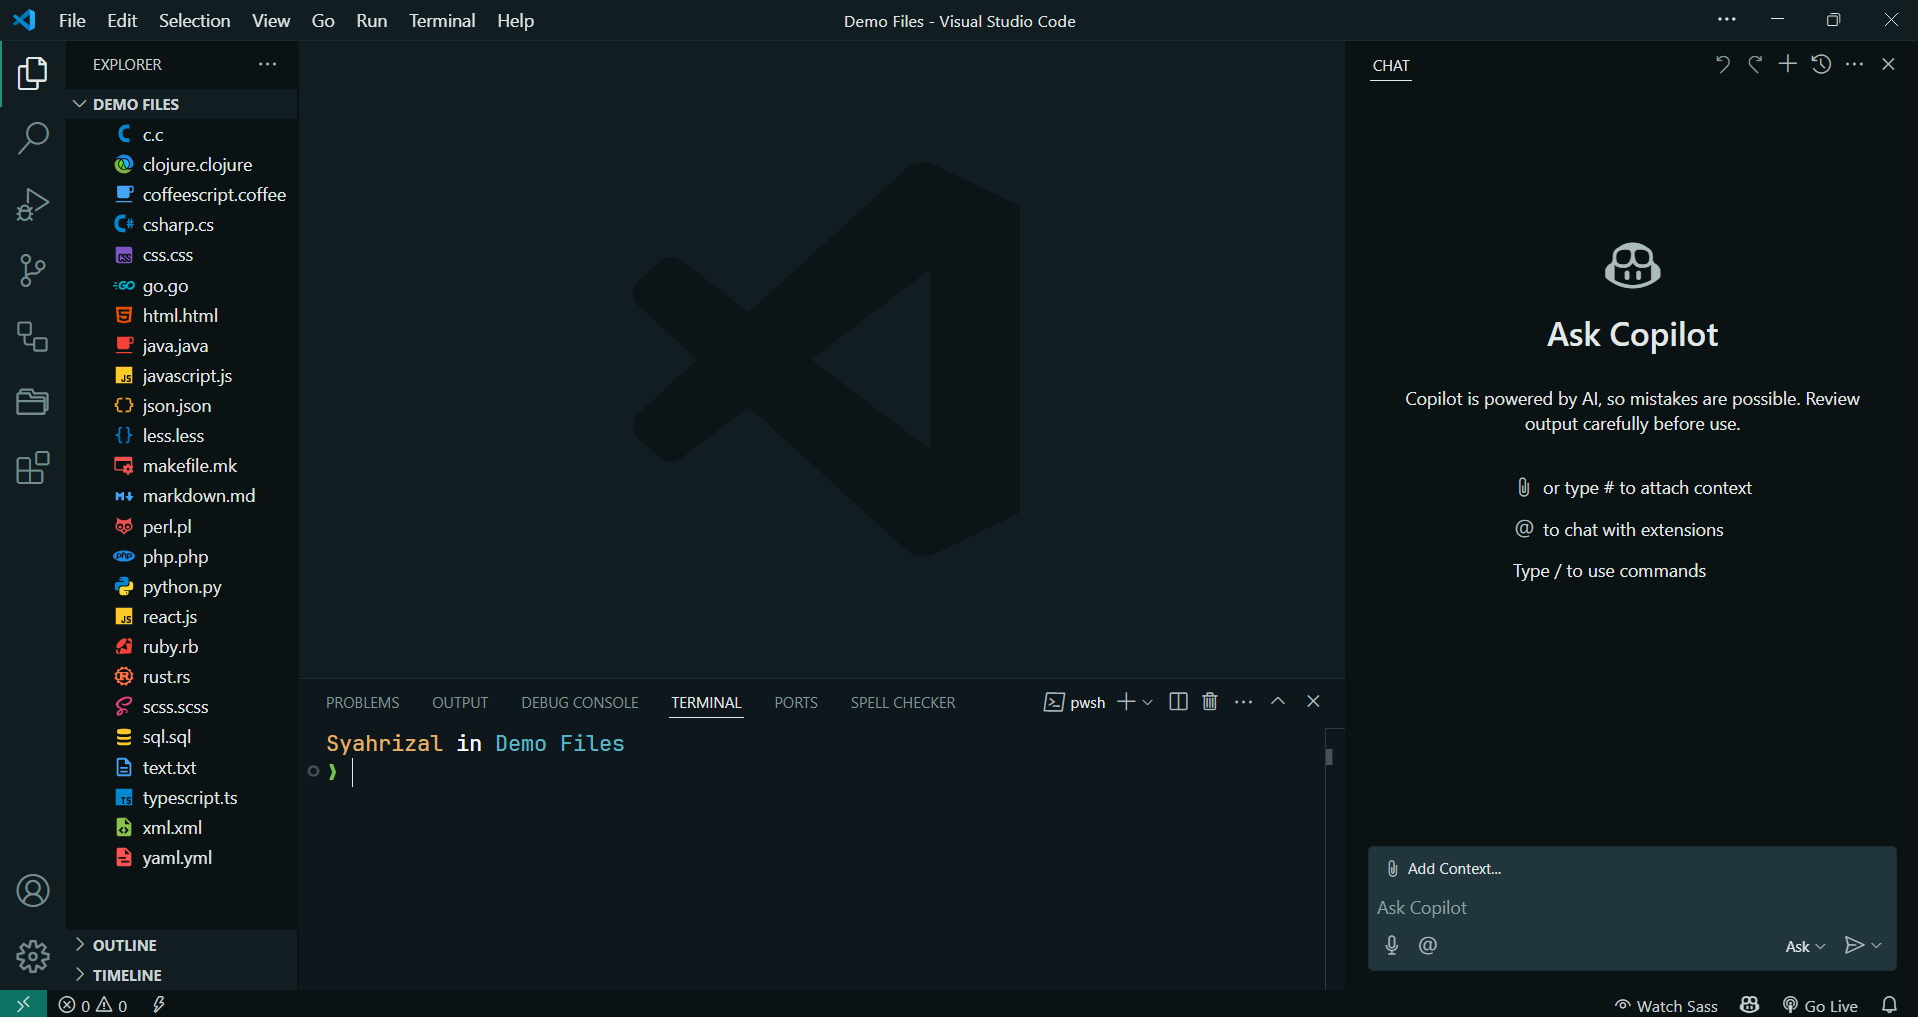 File Edit Selection View Go Run Terminal Help
Demo Files - Visual Studio Code
EXPLORER
DEMO FILES
c.c
clojure.clojure
coffeescript.coffee
csharp.cs
css.css
go.go
html.html
java.java
javascript.js
json.json
less.less
makefile.mk
markdown.md
perl.pl
php.php
python.py
react.js
ruby.rb
rust.rs
scss.scss
sql.sql
text.txt
typescript.ts
xml.xml
yaml.yml
OUTLINE
TIMELINE
PROBLEMS OUTPUT DEBUG CONSOLE TERMINAL PORTS SPELL CHECKER
pwsh
Syahrizal in Demo Files
❯
CHAT
Ask Copilot
Copilot is powered by AI, so mistakes are possible. Review
output carefully before use.
or type # to attach context
@ to chat with extensions
Type / to use commands
Add Context...
Ask Copilot
@
Ask
0 0
Watch Sass
Go Live